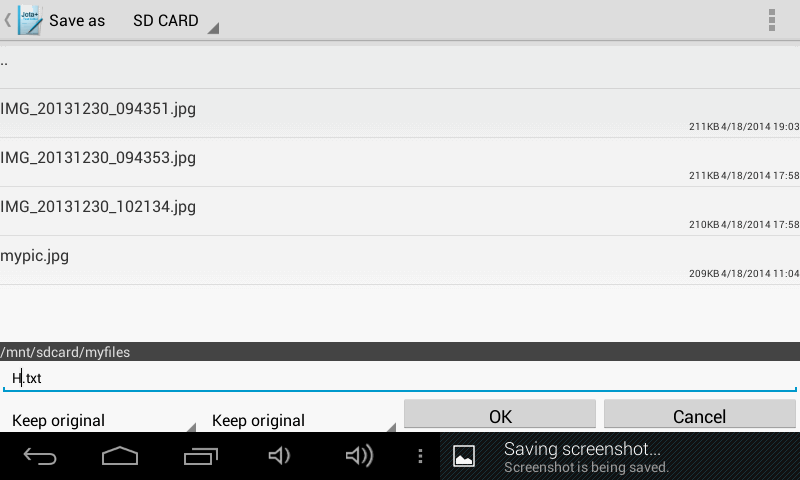 Jota+
Save as SD CARD
..
IMG_20131230_094351.jpg
211KB 4/18/2014 19:03
IMG_20131230_094353.jpg
211KB 4/18/2014 17:58
IMG_20131230_102134.jpg
210KB 4/18/2014 17:58
mypic.jpg
209KB 4/18/2014 11:04
/mnt/sdcard/myfiles
H.txt
Keep original Keep original OK Cancel
Saving screenshot...
Screenshot is being saved.